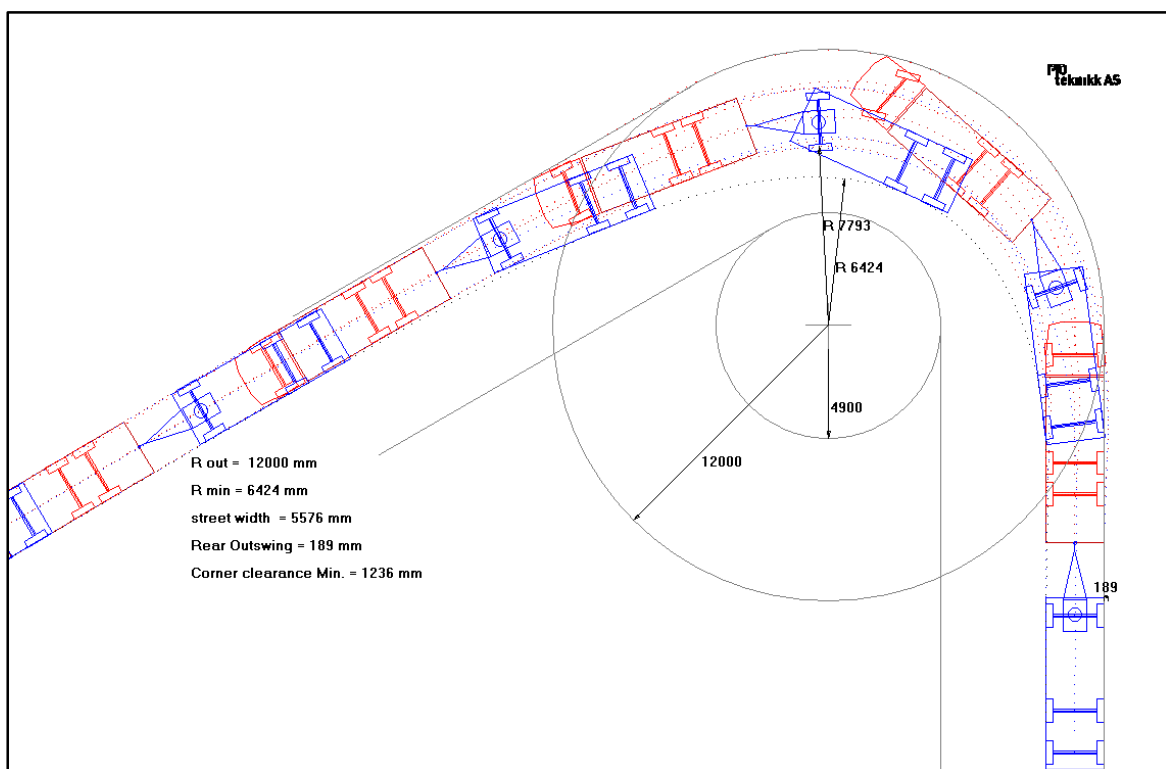 teknikk AS
R 7793
R 6424
4900
12000
R out = 12000 mm
R min = 6424 mm
street width = 5576 mm
Rear Outswing = 189 mm
Corner clearance Min. = 1236 mm
189